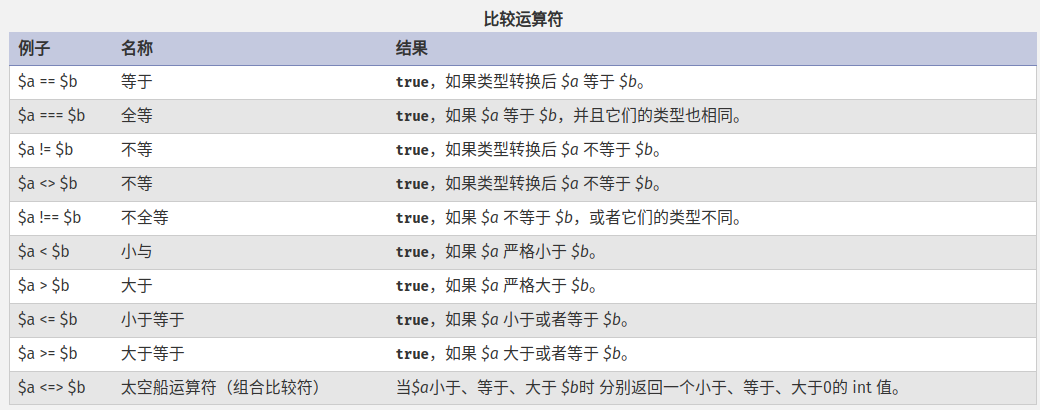 比较运算符
例子 名称 结果
$a == $b 等于 true，如果类型转换后 $a 等于 $b。
$a === $b 全等 true，如果 $a 等于 $b，并且它们的类型也相同。
$a != $b 不等 true，如果类型转换后 $a 不等于 $b。
$a <> $b 不等 true，如果类型转换后 $a 不等于 $b。
$a !== $b 不全等 true，如果 $a 不等于 $b，或者它们的类型不同。
$a < $b 小与 true，如果 $a 严格小于 $b。
$a > $b 大于 true，如果 $a 严格大于 $b。
$a <= $b 小于等于 true，如果 $a 小于或者等于 $b。
$a >= $b 大于等于 true，如果 $a 大于或者等于 $b。
$a <=> $b 太空船运算符（组合比较符） 当$a小于、等于、大于 $b时 分别返回一个小于、等于、大于0的 int 值。